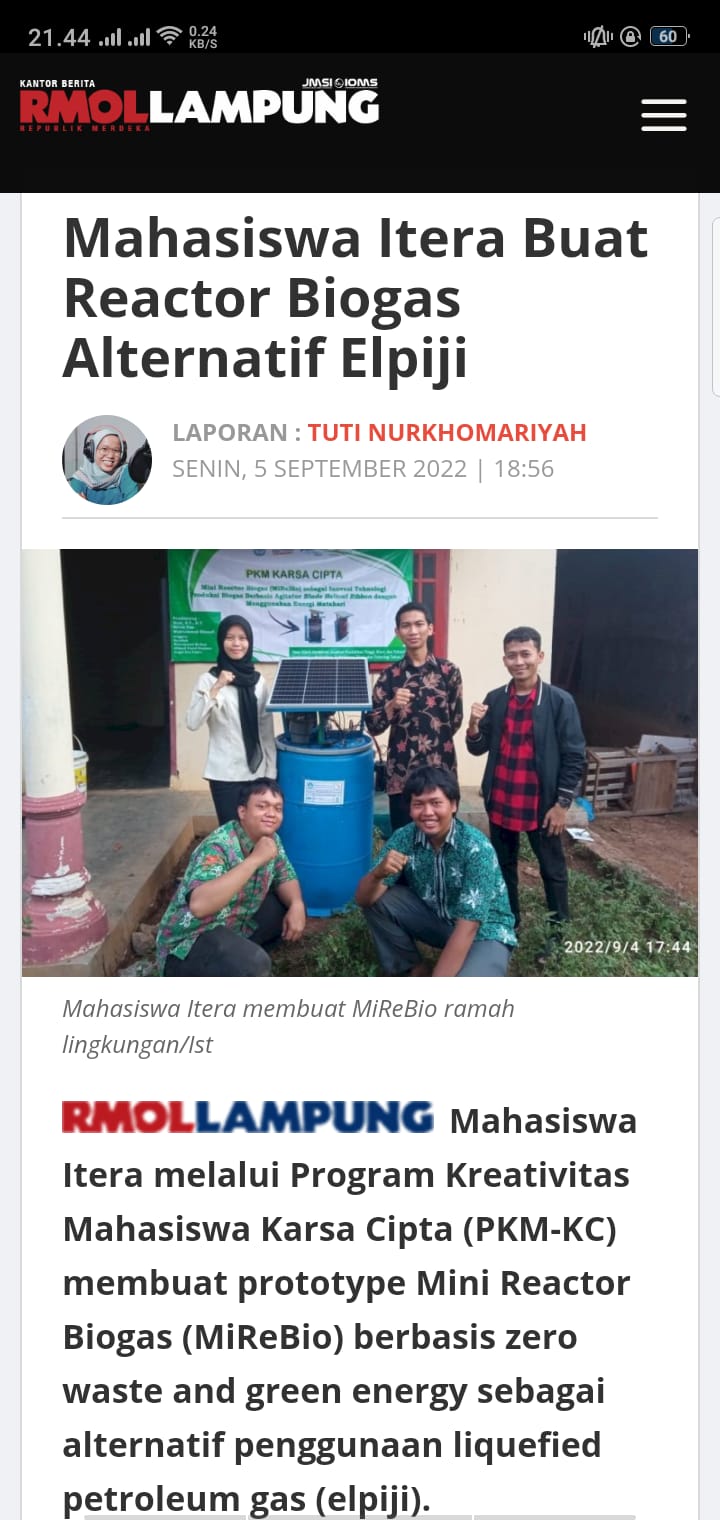 21.44
0.24
KB/S
60
KANTOR BERITA
JMSI IOMS
RMOLLAMPUNG
REPUBLIK MERDEKA
Mahasiswa Itera Buat
Reactor Biogas
Alternatif Elpiji
LAPORAN : TUTI NURKHOMARIYAH
SENIN, 5 SEPTEMBER 2022 | 18:56
PKM KARSA CIPTA
Mini Reactor Biogas (MiReBio) sebagai Inovasi Teknologi
Produksi Biogas Berbasis Agitator Blade Helical Ribbon dengan
Menggunakan Energi Matahari
2022/9/4 17:44
Mahasiswa Itera membuat MiReBio ramah
lingkungan/Ist
RMOLLAMPUNG Mahasiswa
Itera melalui Program Kreativitas
Mahasiswa Karsa Cipta (PKM-KC)
membuat prototype Mini Reactor
Biogas (MiReBio) berbasis zero
waste and green energy sebagai
alternatif penggunaan liquefied
petroleum gas (elpiji).